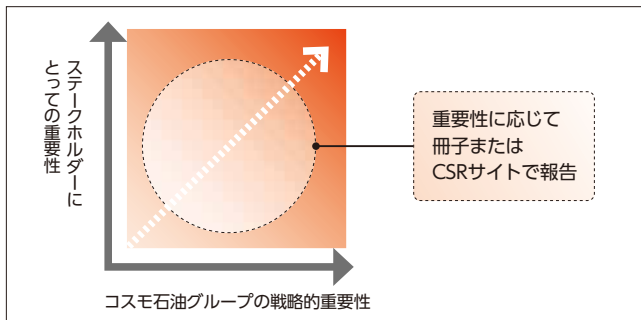 ステークホルダーに
とっての重要性
重要性に応じて
冊子または
CSRサイトで報告
コスモ石油グループの戦略的重要性